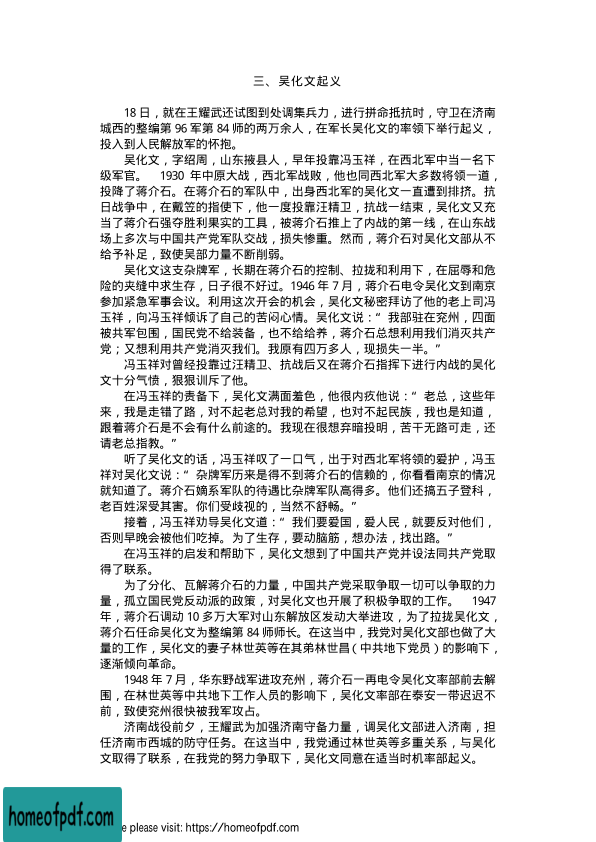 三、吴化文起义
18 日，就在王耀武还试图到处调集兵力，进行拼命抵抗时，守卫在济南
城西的整编第 96 军第 84 师的两万余人，在军长吴化文的率领下举行起义，
投入到人民解放军的怀抱。
吴化文，字绍周，山东掖县人，早年投靠冯玉祥，在西北军中当一名下
级军官。 1930 年中原大战，西北军战败，他也同西北军大多数将领一道，
投降了蒋介石。在蒋介石的军队中，出身西北军的吴化文一直遭到排挤。抗
日战争中，在戴笠的指使下，他一度投靠汪精卫，抗战一结束，吴化文又充
当了蒋介石强夺胜利果实的工具，被蒋介石推上了内战的第一线，在山东战
场上多次与中国共产党军队交战，损失惨重。然而，蒋介石对吴化文部从不
给予补足，致使吴部力量不断削弱。
吴化文这支杂牌军，长期在蒋介石的控制、拉拢和利用下，在屈辱和危
险的夹缝中求生存，日子很不好过。1946 年 7 月，蒋介石电令吴化文到南京
参加紧急军事会议。利用这次开会的机会，吴化文秘密拜访了他的老上司冯
玉祥，向冯玉祥倾诉了自己的苦闷心情。吴化文说：“ 我部驻在兖州，四面
被共军包围，国民党不给装备，也不给给养，蒋介石总想利用我们消灭共产
党；又想利用共产党消灭我们。我原有四万多人，现损失一半。”
冯玉祥对曾经投靠过汪精卫、抗战后又在蒋介石指挥下进行内战的吴化
文十分气愤，狠狠训斥了他。
在冯玉祥的责备下，吴化文满面羞色，他很内疚他说：“ 老总，这些年
来，我是走错了路，对不起老总对我的希望，也对不起民族，我也是知道，
跟着蒋介石是不会有什么前途的。我现在很想弃暗投明，苦干无路可走，还
请老总指教。”
听了吴化文的话，冯玉祥叹了一口气，出于对西北军将领的爱护，冯玉
祥对吴化文说：“ 杂牌军历来是得不到蒋介石的信赖的，你看看南京的情况
就知道了。蒋介石嫡系军队的待遇比杂牌军队高得多。他们还搞五子登科，
老百姓深受其害。你们受歧视的，当然不舒畅。”
接着，冯玉祥劝导吴化文道：“ 我们要爱国，爱人民，就要反对他们，
否则早晚会被他们吃掉。为了生存，要动脑筋，想办法，找出路。”
在冯玉祥的启发和帮助下，吴化文想到了中国共产党并设法同共产党取
得了联系。
为了分化、瓦解蒋介石的力量，中国共产党采取争取一切可以争取的力
量，孤立国民党反动派的政策，对吴化文也开展了积极争取的工作。 1947
年，蒋介石调动 10 多万大军对山东解放区发动大举进攻，为了拉拢吴化文，
蒋介石任命吴化文为整编第 84 师师长。在这当中，我党对吴化文部也做了大
量的工作，吴化文的妻子林世英等在其弟林世昌（中共地下党员）的影响下，
逐渐倾向革命。
1948 年 7 月，华东野战军进攻充州，蒋介石一再电令吴化文率部前去解
围，在林世英等中共地下工作人员的影响下，吴化文率部在泰安一带迟迟不
前，致使兖州很快被我军攻占。
济南战役前夕，王耀武为加强济南守备力量，调吴化文部进入济南，担
任济南市西城的防守任务。在这当中，我党通过林世英等多重关系，与吴化
文取得了联系，在我党的努力争取下，吴化文同意在适当时机率部起义。
homeofpdf.com
e please visit: https://homeofpdf.com